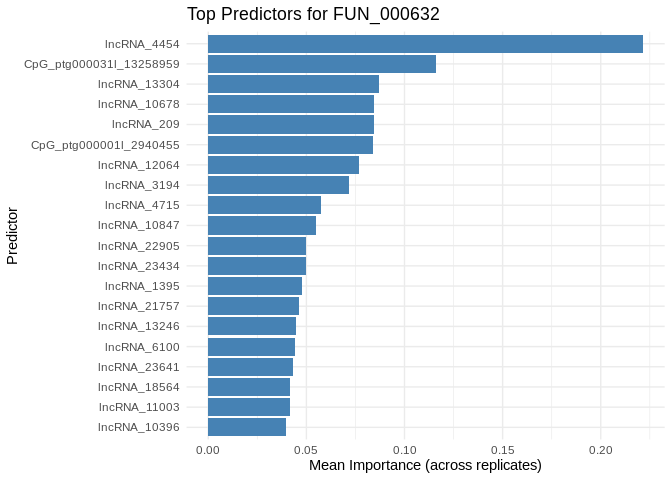 Top Predictors for FUN_000632
Predictor
lncRNA_4454
CpG_ptg000031l_13258959
lncRNA_13304
lncRNA_10678
lncRNA_209
CpG_ptg000001l_2940455
lncRNA_12064
lncRNA_3194
lncRNA_4715
lncRNA_10847
lncRNA_22905
lncRNA_23434
lncRNA_1395
lncRNA_21757
lncRNA_13246
lncRNA_6100
lncRNA_23641
lncRNA_18564
lncRNA_11003
lncRNA_10396
0.00 0.05 0.10 0.15 0.20
Mean Importance (across replicates)